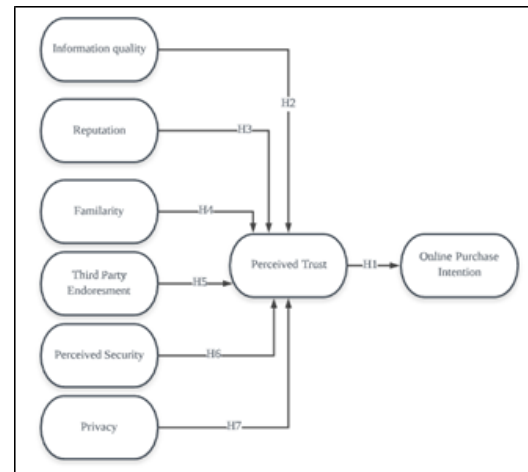 Information quality
H2
Reputation
H3
Familarity
H4
Third Party
Endoresment
H5
Perceived Trust
H1
Online Purchase
Intention
Perceived Security
H6
Privacy
H7